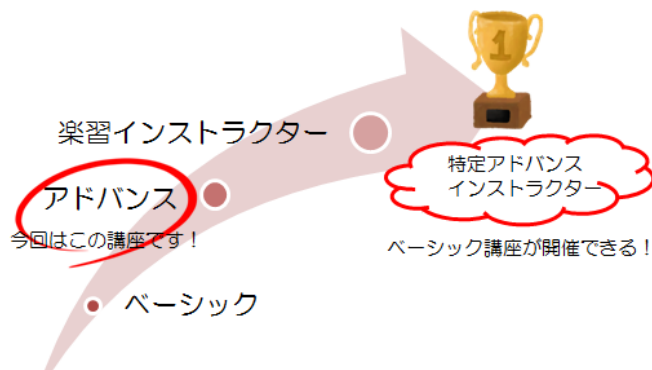 1
楽習インストラクター
特定アドバンス
インストラクター
アドバンス
今回はこの講座です！
ベーシック講座が開催できる！
ベーシック